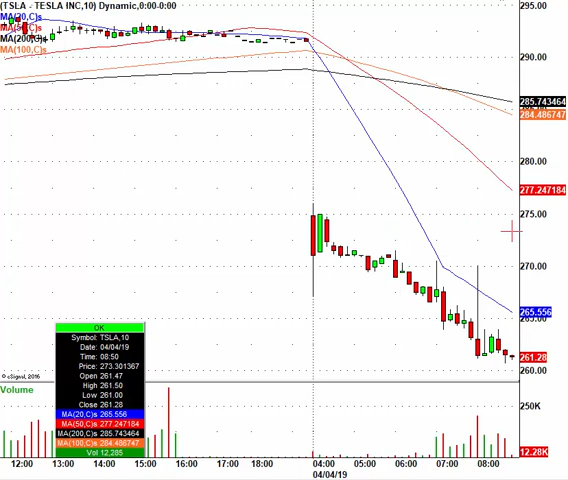 (TSLA - TESLA INC,10) Dynamic,0:00-0:00
MA(20,C)s
MA(50,C)s
MA(200,C)s
MA(100,C)s
295.00
290.00
285.743464
284.486747
280.00
277.247184
275.00
270.00
265.556
265.00
261.28
260.00
OK
Symbol: TSLA,10
Date: 04/04/19
Time: 08:50
Price: 273.301367
Open 261.47
High 261.50
Low 261.00
Close 261.28
MA(20,C)s 265.556
MA(50,C)s 277.247184
MA(200,C)s 285.743464
MA(100,C)s 284.486747
Vol 12,285
© eSignal, 2016
Volume
250K
12.28K
12:00 13:00 14:00 15:00 16:00 17:00 18:00 04:00 05:00 06:00 07:00 08:00
04/04/19